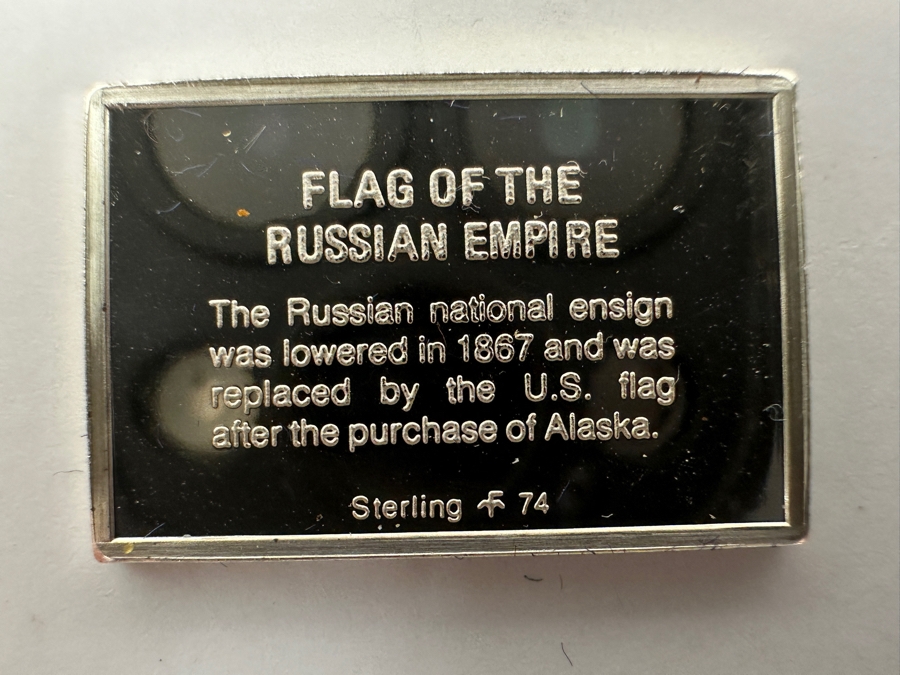 FLAG OF THE
RUSSIAN EMPIRE
The Russian national ensign
was lowered in 1867 and was
replaced by the U.S. flag
after the purchase of Alaska.
Sterling F 74